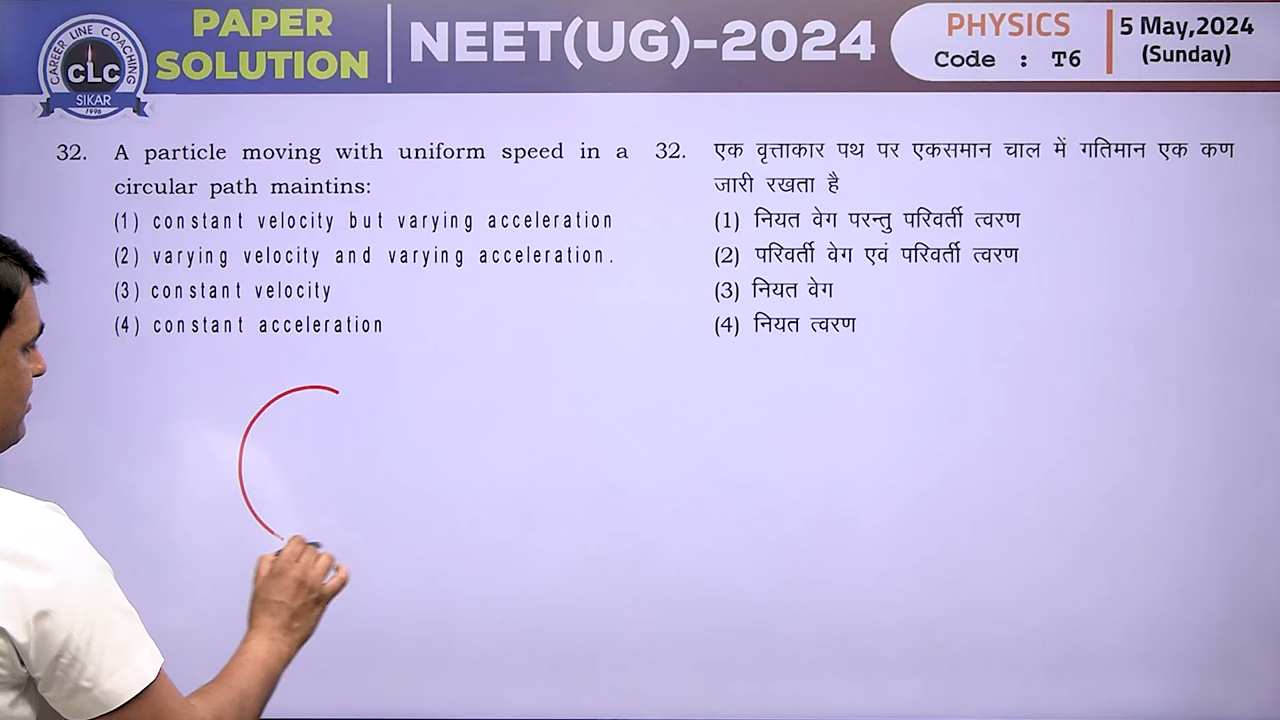 CAREER LINE COACHING
CLC
SIKAR
1996
PAPER
SOLUTION
NEET(UG)-2024
PHYSICS
Code : T6
5 May,2024
(Sunday)
32. A particle moving with uniform speed in a
circular path maintins:
(1) constant velocity but varying acceleration
(2) varying velocity and varying acceleration.
(3) constant velocity
(4) constant acceleration
32. एक वृत्ताकार पथ पर एकसमान चाल में गतिमान एक कण
जारी रखता है
(1) नियत वेग परन्तु परिवर्ती त्वरण
(2) परिवर्ती वेग एवं परिवर्ती त्वरण
(3) नियत वेग
(4) नियत त्वरण